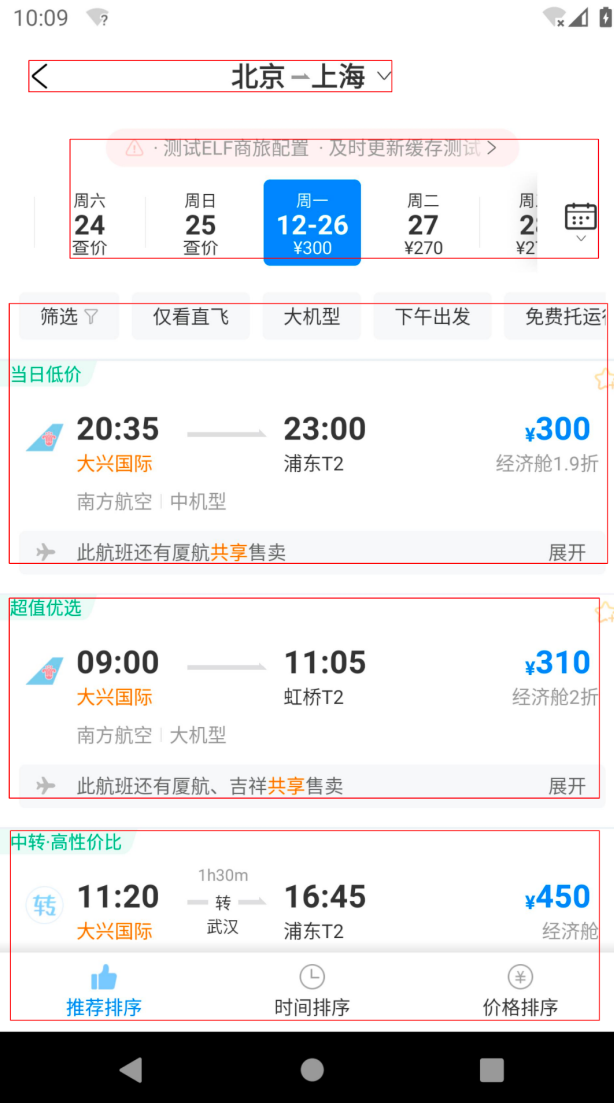 10:09
北京 上海
·测试ELF商旅配置 ·及时更新缓存测试
周六 周日 周一 周二
24 25 12-26 27
查价 查价 ¥300 ¥270 ¥2
筛选 仅看直飞 大机型 下午出发 免费托运
当日低价
20:35 23:00 ¥300
大兴国际 浦东T2 经济舱1.9折
南方航空 中机型
此航班还有厦航共享售卖 展开
超值优选
09:00 11:05 ¥310
大兴国际 虹桥T2 经济舱2折
南方航空 大机型
此航班还有厦航、吉祥共享售卖 展开
中转·高性价比
1h30m
转 11:20 转 16:45 ¥450
大兴国际 武汉 浦东T2 经济舱
推荐排序 时间排序 价格排序